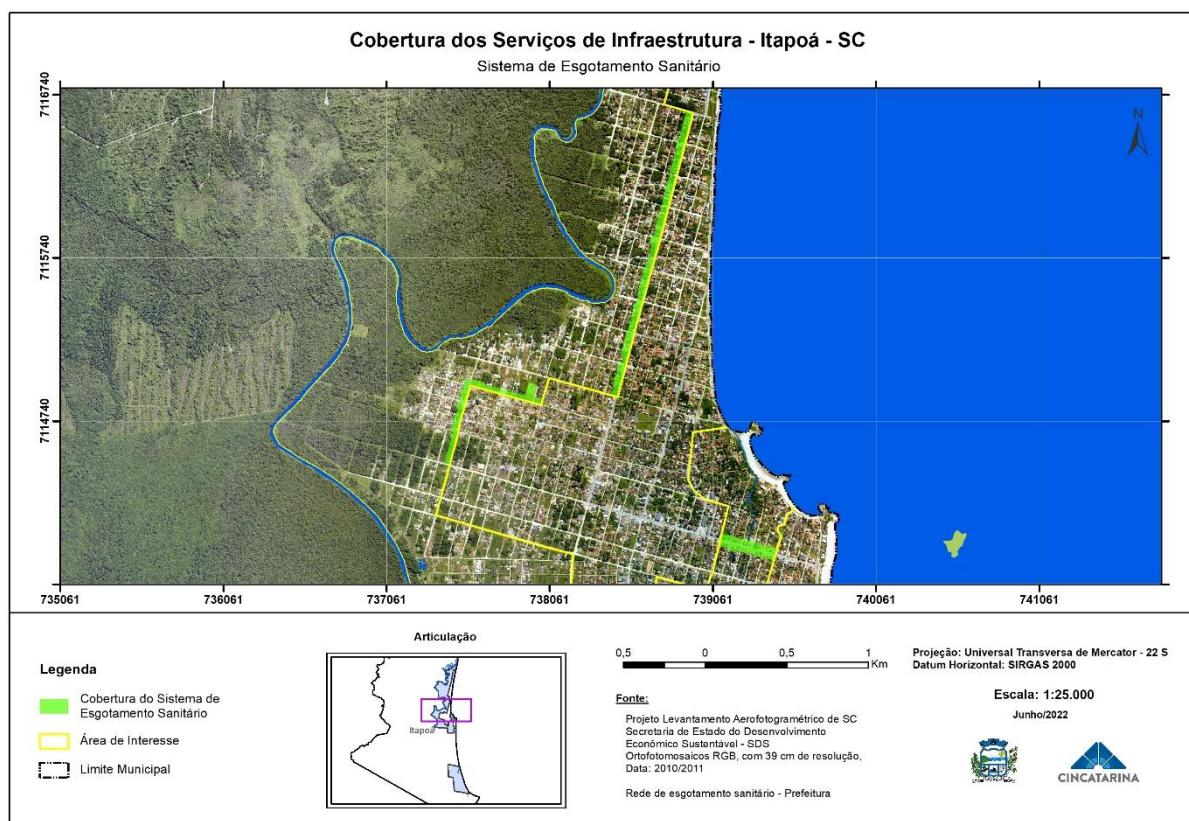 Cobertura dos Serviços de Infraestrutura - Itapoá - SC
Sistema de Esgotamento Sanitário
N
7116740
7115740
7114740
735061
736061
737061
738061
739061
740061
741061
Legenda
Cobertura do Sistema de
Esgotamento Sanitário
Área de Interesse
Limite Municipal
Articulação
Itapoá
0,5 0 0,5 1
Km
Fonte:
Projeto Levantamento Aerofotogramétrico de SC
Secretaria de Estado do Desenvolvimento
Econômico Sustentável - SDS
Ortofotomosaicos RGB, com 39 cm de resolução,
Data: 2010/2011
Rede de esgotamento sanitário - Prefeitura
Projeção: Universal Transversa de Mercator - 22 S
Datum Horizontal: SIRGAS 2000
Escala: 1:25.000
Junho/2022
CINCATARINA